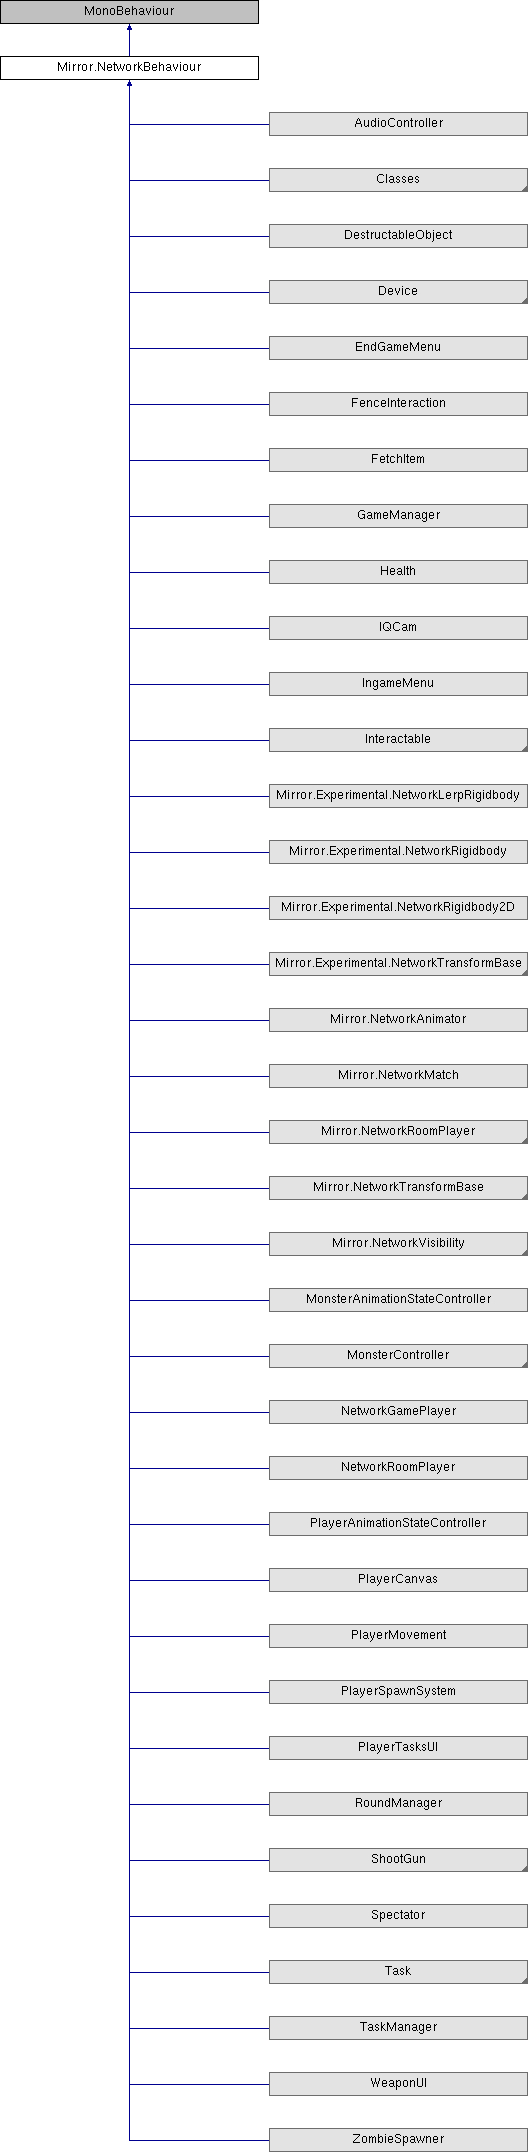 MonoBehaviour
Mirror.NetworkBehaviour
AudioController
Classes
DestructableObject
Device
EndGameMenu
FenceInteraction
FetchItem
GameManager
Health
IQCam
IngameMenu
Interactable
Mirror.Experimental.NetworkLerpRigidbody
Mirror.Experimental.NetworkRigidbody
Mirror.Experimental.NetworkRigidbody2D
Mirror.Experimental.NetworkTransformBase
Mirror.NetworkAnimator
Mirror.NetworkMatch
Mirror.NetworkRoomPlayer
Mirror.NetworkTransformBase
Mirror.NetworkVisibility
MonsterAnimationStateController
MonsterController
NetworkGamePlayer
NetworkRoomPlayer
PlayerAnimationStateController
PlayerCanvas
PlayerMovement
PlayerSpawnSystem
PlayerTasksUI
RoundManager
ShootGun
Spectator
Task
TaskManager
WeaponUI
ZombieSpawner